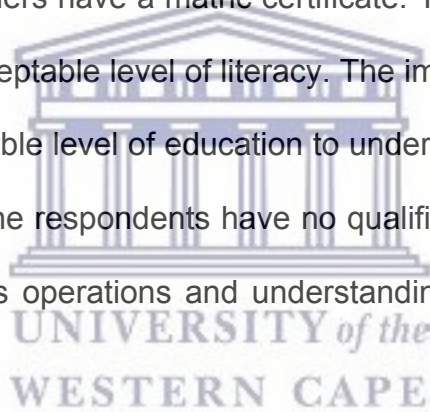 have a matric certificate.
eptable level of literacy. The im
ble level of education to under
ne respondents have no qualifi
s operations and understandin
UNIVERSITY of the
WESTERN CAPE